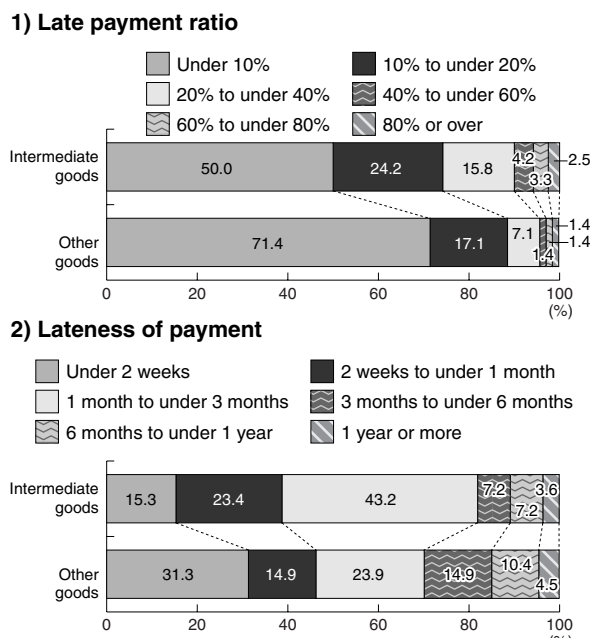 1) Late payment ratio
Under 10% 10% to under 20%
20% to under 40% 40% to under 60%
60% to under 80% 80% or over
Intermediate goods 50.0 24.2 15.8 4.2 3.3 2.5
Other goods 71.4 17.1 7.1 1.4 1.4 1.4
0 20 40 60 80 100
(%)
2) Lateness of payment
Under 2 weeks 2 weeks to under 1 month
1 month to under 3 months 3 months to under 6 months
6 months to under 1 year 1 year or more
Intermediate goods 15.3 23.4 43.2 7.2 7.2 3.6
Other goods 31.3 14.9 23.9 14.9 10.4 4.5
0 20 40 60 80 100
(%)